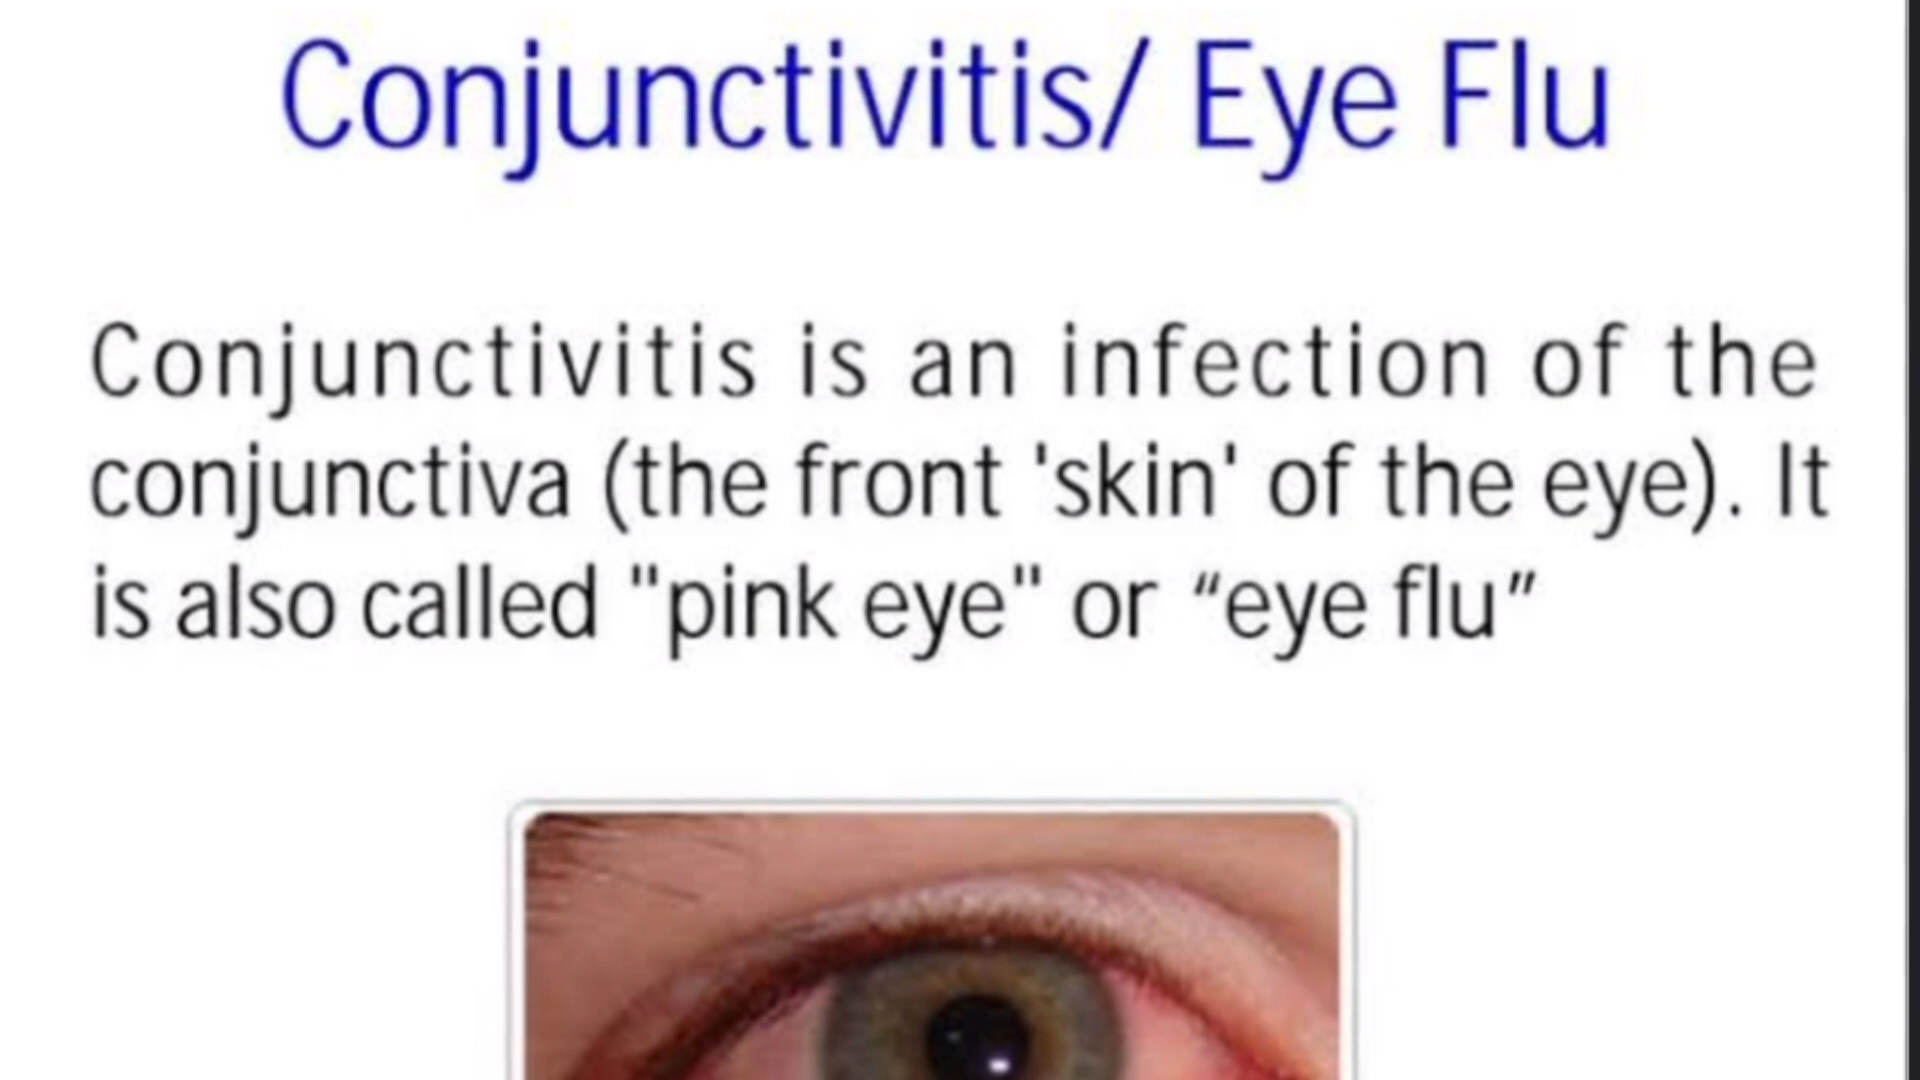 Conjunctivitis/ Eye Flu
Conjunctivitis is an infection of the
conjunctiva (the front 'skin' of the eye). It
is also called "pink eye" or “eye flu”